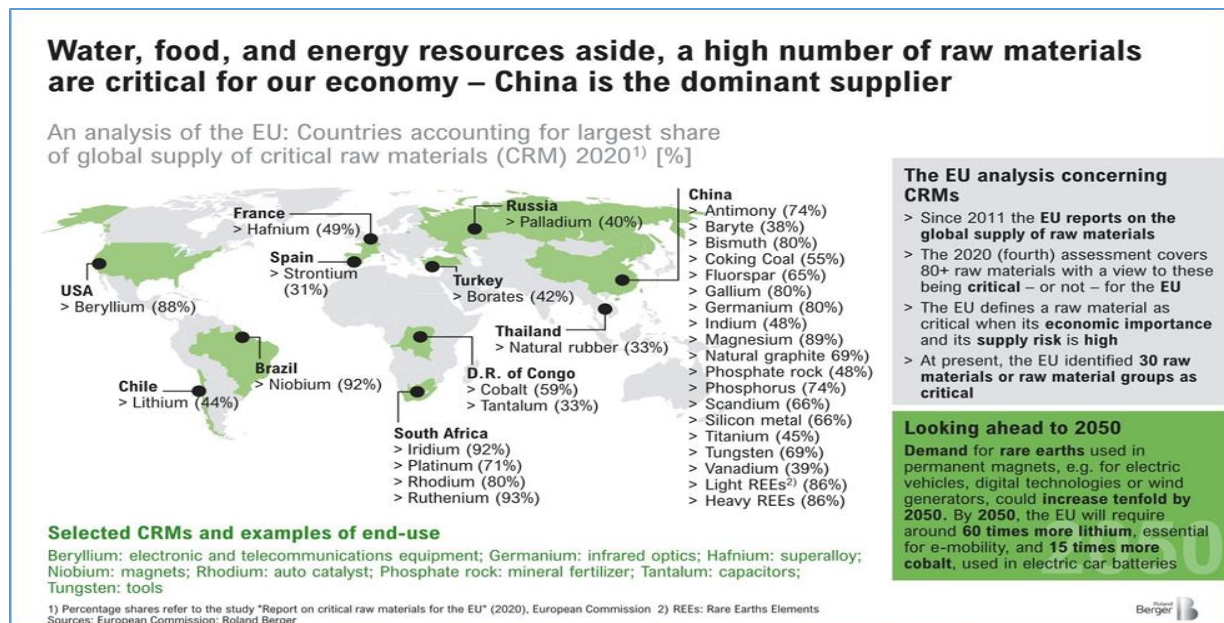 Water, food, and energy resources aside, a high number of raw materials
are critical for our economy – China is the dominant supplier
An analysis of the EU: Countries accounting for largest share
of global supply of critical raw materials (CRM) 2020¹⁾ [%]
USA
> Beryllium (88%)
France
> Hafnium (49%)
Spain
> Strontium
(31%)
Russia
> Palladium (40%)
Turkey
> Borates (42%)
Thailand
> Natural rubber (33%)
Brazil
> Niobium (92%)
Chile
> Lithium (44%)
D.R. of Congo
> Cobalt (59%)
> Tantalum (33%)
South Africa
> Iridium (92%)
> Platinum (71%)
> Rhodium (80%)
> Ruthenium (93%)
China
> Antimony (74%)
> Baryte (38%)
> Bismuth (80%)
> Coking Coal (55%)
> Fluorspar (65%)
> Gallium (80%)
> Germanium (80%)
> Indium (48%)
> Magnesium (89%)
> Natural graphite 69%)
> Phosphate rock (48%)
> Phosphorus (74%)
> Scandium (66%)
> Silicon metal (66%)
> Titanium (45%)
> Tungsten (69%)
> Vanadium (39%)
> Light REEs²⁾ (86%)
> Heavy REEs (86%)
The EU analysis concerning
CRMs
> Since 2011 the EU reports on the
global supply of raw materials
> The 2020 (fourth) assessment covers
80+ raw materials with a view to these
being critical – or not – for the EU
> The EU defines a raw material as
critical when its economic importance
and its supply risk is high
> At present, the EU identified 30 raw
materials or raw material groups as
critical
Looking ahead to 2050
Demand for rare earths used in
permanent magnets, e.g. for electric
vehicles, digital technologies or wind
generators, could increase tenfold by
2050. By 2050, the EU will require
around 60 times more lithium, essential
for e-mobility, and 15 times more
cobalt, used in electric car batteries
2050
Selected CRMs and examples of end-use
Beryllium: electronic and telecommunications equipment; Germanium: infrared optics; Hafnium: superalloy;
Niobium: magnets; Rhodium: auto catalyst; Phosphate rock: mineral fertilizer; Tantalum: capacitors;
Tungsten: tools
1) Percentage shares refer to the study "Report on critical raw materials for the EU" (2020), European Commission 2) REEs: Rare Earths Elements
Sources: European Commission; Roland Berger
Roland
Berger
B